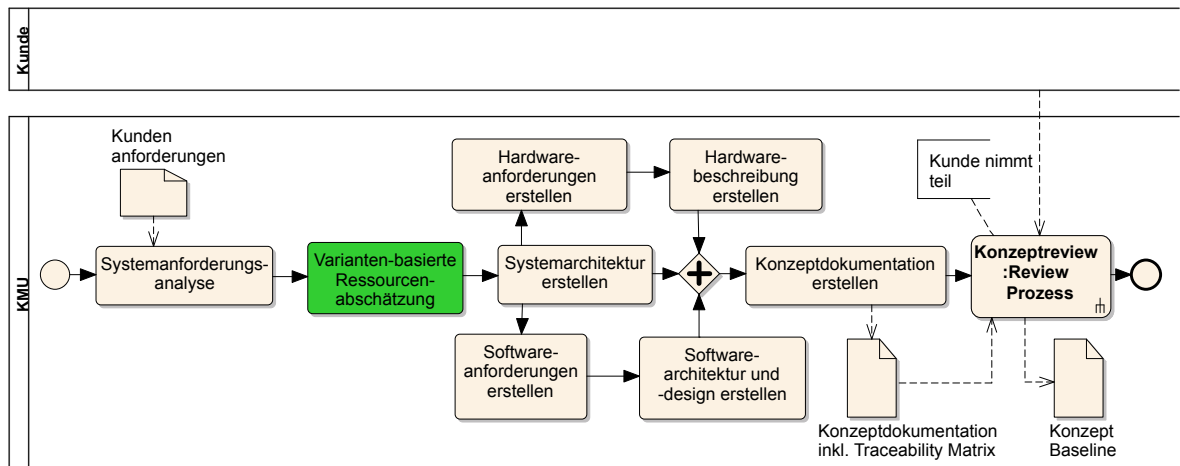 Kunde
KMU
Kunden
anforderungen
Systemanforderungs-
analyse
Varianten-basierte
Ressourcen-
abschätzung
Hardware-
anforderungen
erstellen
Hardware-
beschreibung
erstellen
Systemarchitektur
erstellen
Software-
anforderungen
erstellen
Software-
architektur und
-design erstellen
Konzeptdokumentation
erstellen
Konzeptdokumentation
inkl. Traceability Matrix
Kunde nimmt
teil
Konzeptreview
:Review
Prozess
Konzept
Baseline